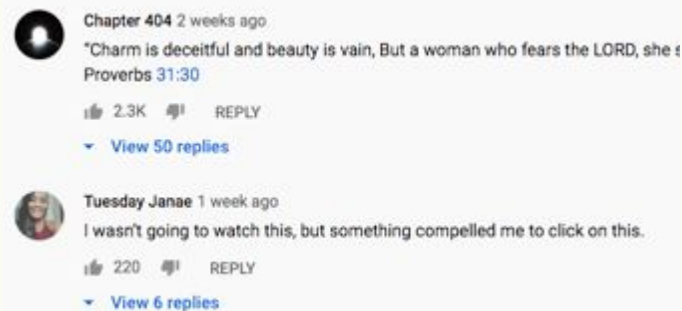 Chapter 404 2 weeks ago
"Charm is deceitful and beauty is vain, But a woman who fears the LORD, she
Proverbs 31:30
2.3K REPLY
View 50 replies
Tuesday Janae 1 week ago
I wasn't going to watch this, but something compelled me to click on this.
220 REPLY
View 6 replies